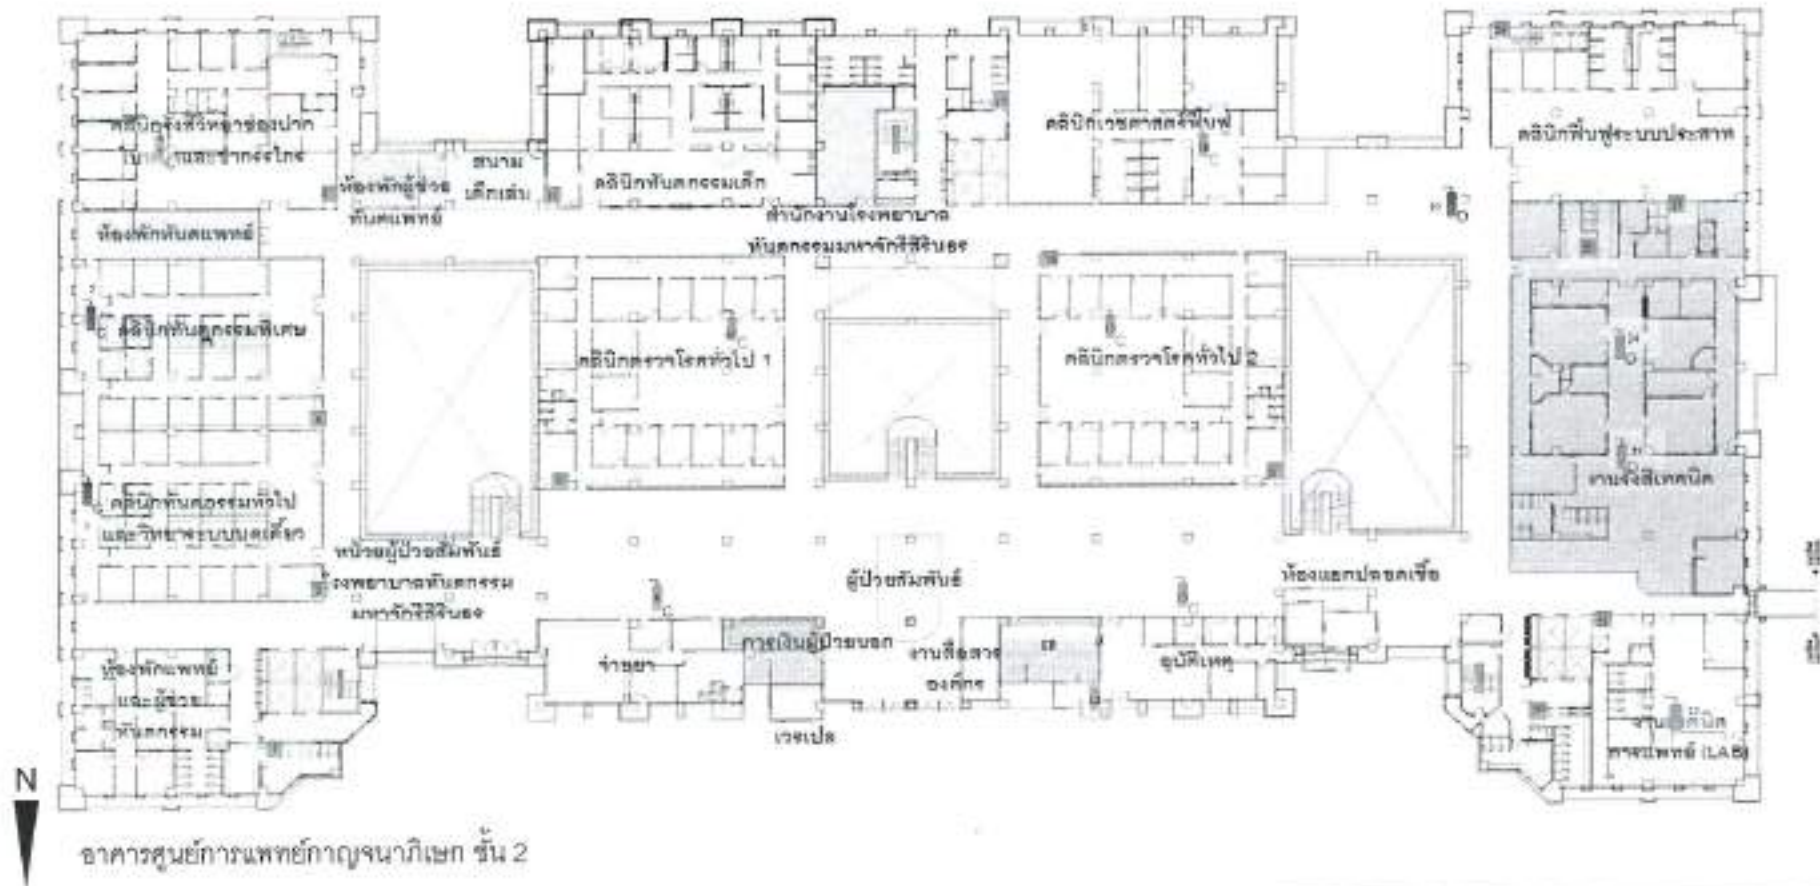 คลินิกรังสีวิทยาช่องปาก
ใบหน้าและขากรรไกร
ห้องพักผู้ช่วย
ทันตแพทย์
สนาม
เด็กเล่น
คลินิกทันตกรรมเด็ก
สำนักงานโรงพยาบาล
ทันตกรรมมหาจักรีสิรินธร
คลินิกเวชศาสตร์ฟื้นฟู
คลินิกฟื้นฟูระบบประสาท
ห้องพักทันตแพทย์
คลินิกทันตกรรมพิเศษ
คลินิกตรวจโรคทั่วไป 1
คลินิกตรวจโรคทั่วไป 2
งานรังสีเทคนิค
คลินิกทันตกรรมทั่วไป
และวิทยาระบบบดเคี้ยว
หน่วยผู้ป่วยสัมพันธ์
โรงพยาบาลทันตกรรม
มหาจักรีสิรินธร
ผู้ป่วยสัมพันธ์
ห้องแยกปลอดเชื้อ
ห้องพักแพทย์
และผู้ช่วย
ทันตกรรม
จ่ายยา
การเงินผู้ป่วยนอก
เวรเปล
งานสื่อสาร
องค์กร
อุบัติเหตุ
งานเทคนิค
การแพทย์ (LAB)
N
อาคารศูนย์การแพทย์กาญจนาภิเษก ชั้น 2